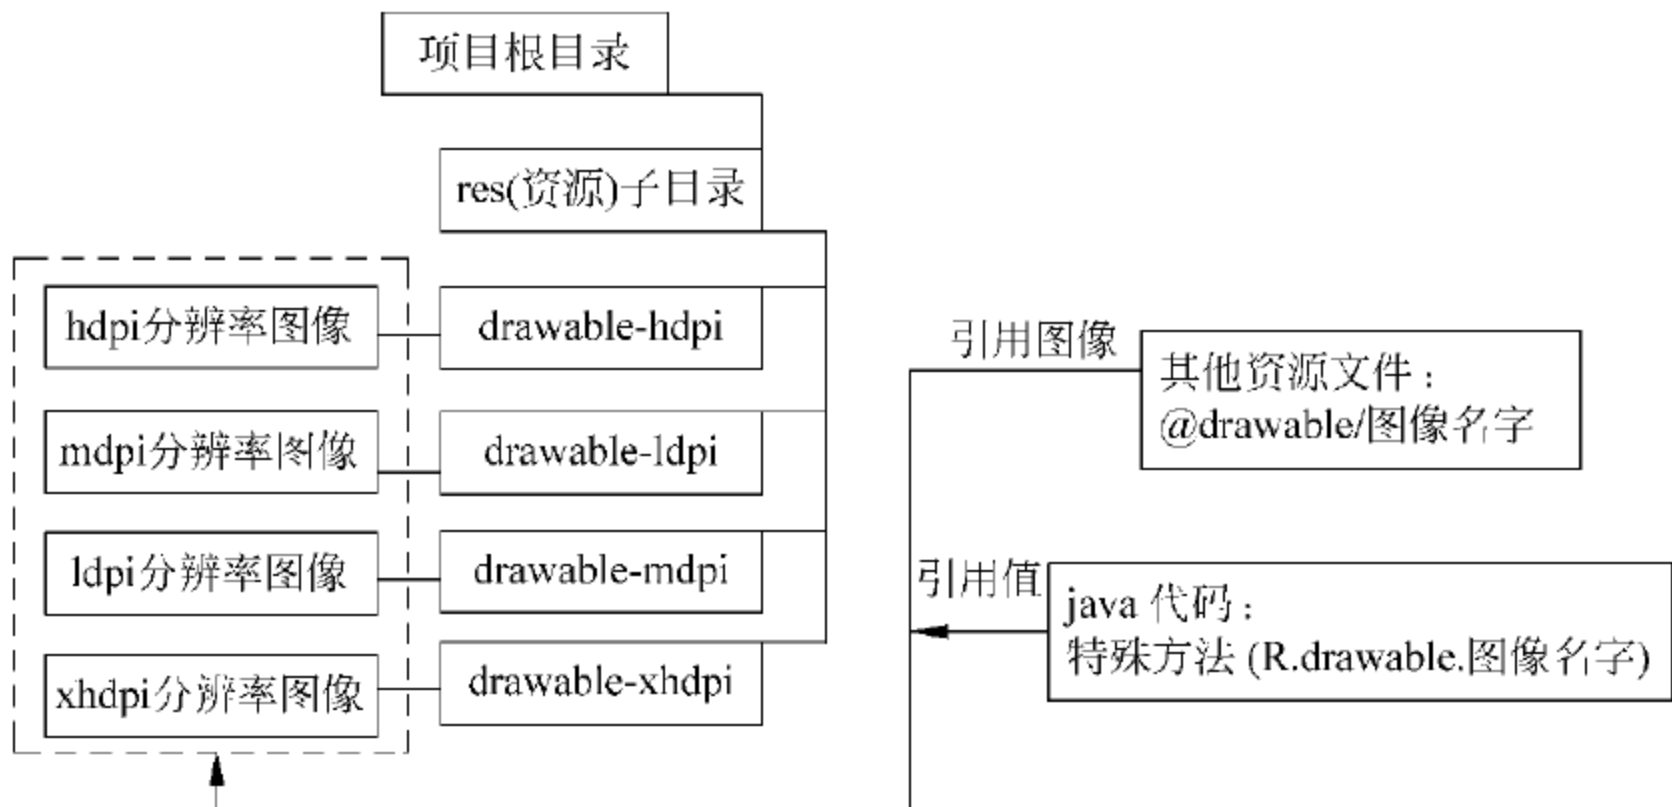 项目根目录
res(资源)子目录
hdpi分辨率图像
drawable-hdpi
mdpi分辨率图像
drawable-ldpi
ldpi分辨率图像
drawable-mdpi
xhdpi分辨率图像
drawable-xhdpi
引用图像
其他资源文件：
@drawable/图像名字
引用值
java 代码：
特殊方法 (R.drawable.图像名字)